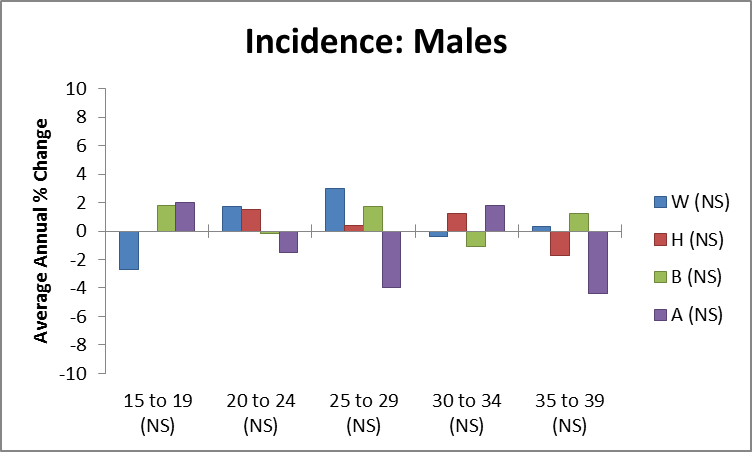 Incidence: Males
Average Annual % Change
10
8
6
4
2
0
-2
-4
-6
-8
-10
15 to 19
(NS)
20 to 24
(NS)
25 to 29
(NS)
30 to 34
(NS)
35 to 39
(NS)
W (NS)
H (NS)
B (NS)
A (NS)